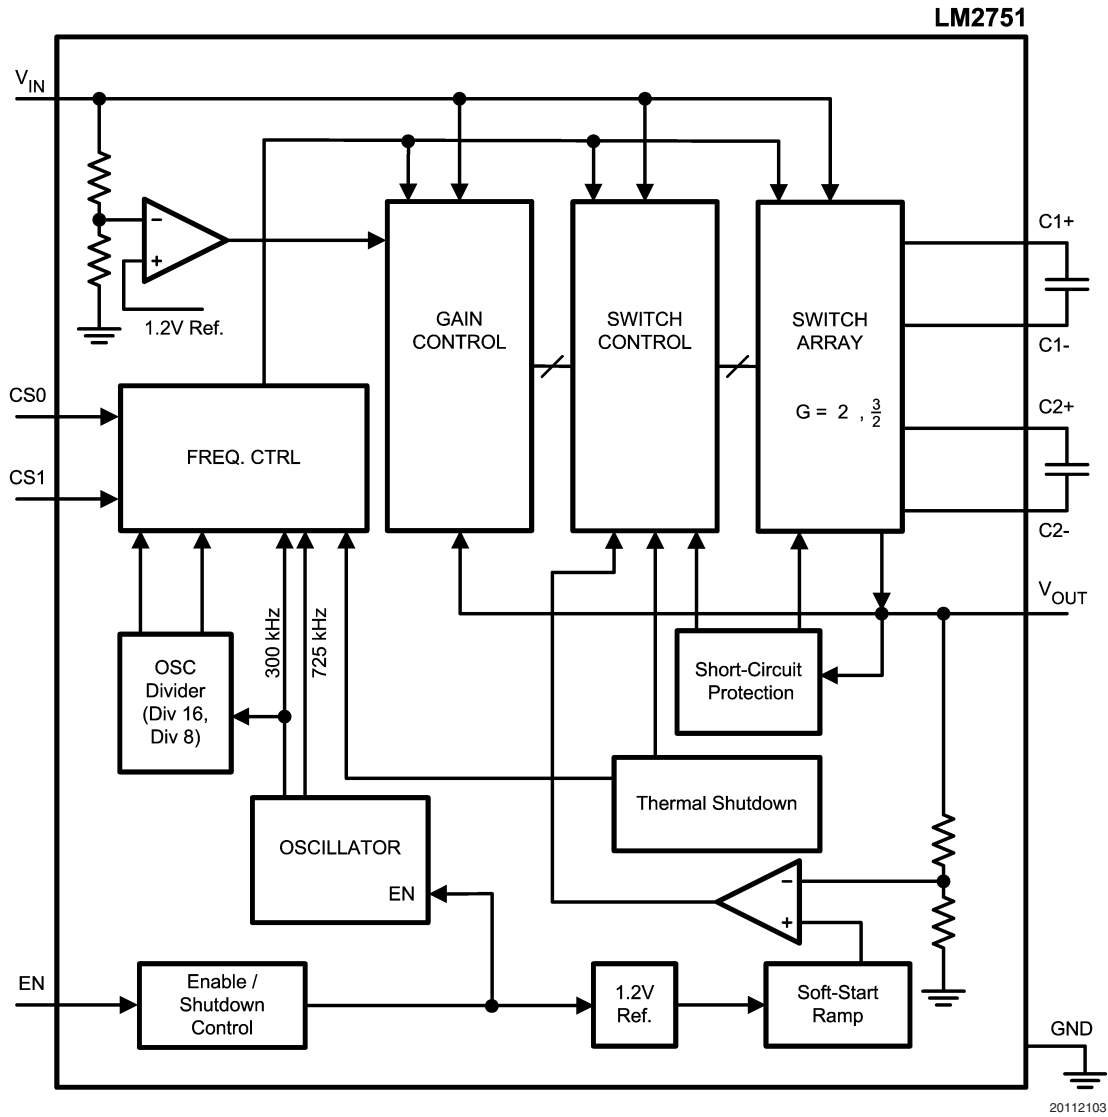 LM2751
VIN
1.2V Ref.
−
+
GAIN
CONTROL
SWITCH
CONTROL
SWITCH
ARRAY
G = 2 , 3/2
C1+
C1-
C2+
C2-
CS0
CS1
FREQ. CTRL
VOUT
300 kHz
725 kHz
OSC
Divider
(Div 16,
Div 8)
Short-Circuit
Protection
Thermal Shutdown
OSCILLATOR
EN
−
+
EN
Enable /
Shutdown
Control
1.2V
Ref.
Soft-Start
Ramp
GND
20112103